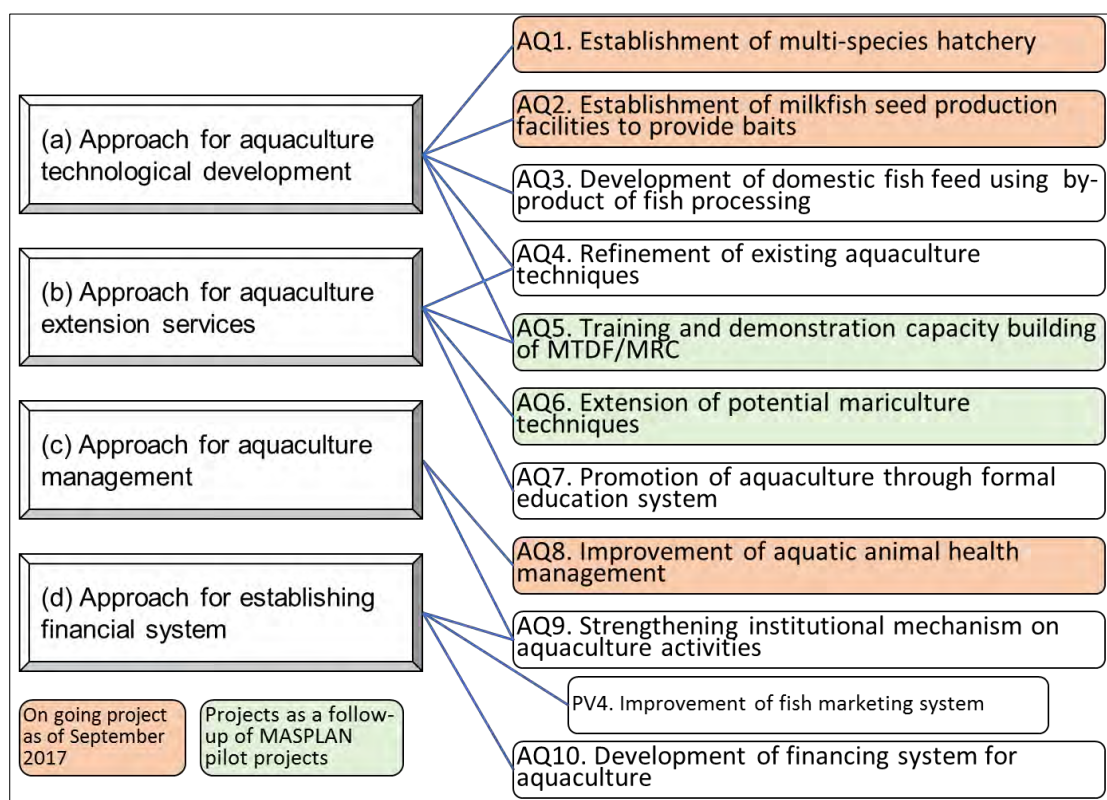 (a) Approach for aquaculture
technological development
(b) Approach for aquaculture
extension services
(c) Approach for aquaculture
management
(d) Approach for establishing
financial system
On going project
as of September
2017
Projects as a follow-
up of MASPLAN
pilot projects
AQ1. Establishment of multi-species hatchery
AQ2. Establishment of milkfish seed production
facilities to provide baits
AQ3. Development of domestic fish feed using by-
product of fish processing
AQ4. Refinement of existing aquaculture
techniques
AQ5. Training and demonstration capacity building
of MTDF/MRC
AQ6. Extension of potential mariculture
techniques
AQ7. Promotion of aquaculture through formal
education system
AQ8. Improvement of aquatic animal health
management
AQ9. Strengthening institutional mechanism on
aquaculture activities
PV4. Improvement of fish marketing system
AQ10. Development of financing system for
aquaculture